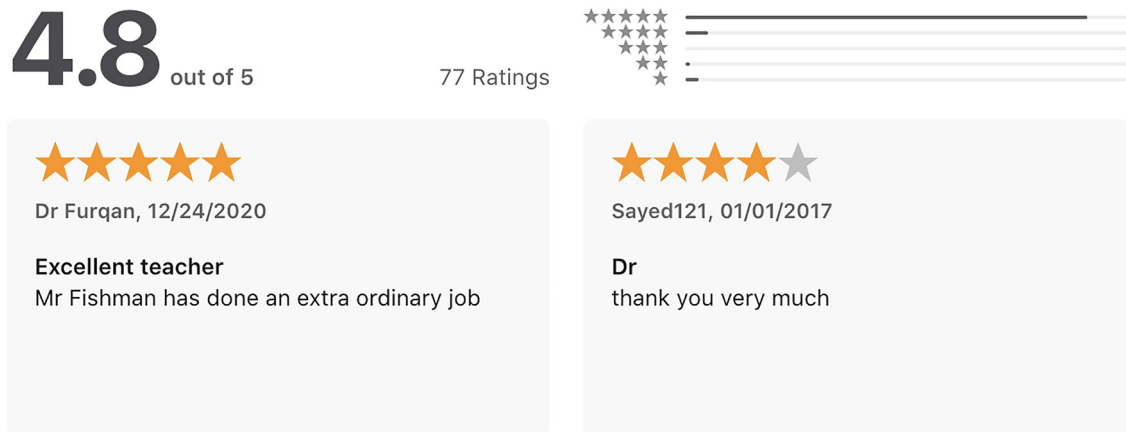 4.8 out of 5
77 Ratings
Dr Furqan, 12/24/2020
Excellent teacher
Mr Fishman has done an extra ordinary job
Sayed121, 01/01/2017
Dr
thank you very much